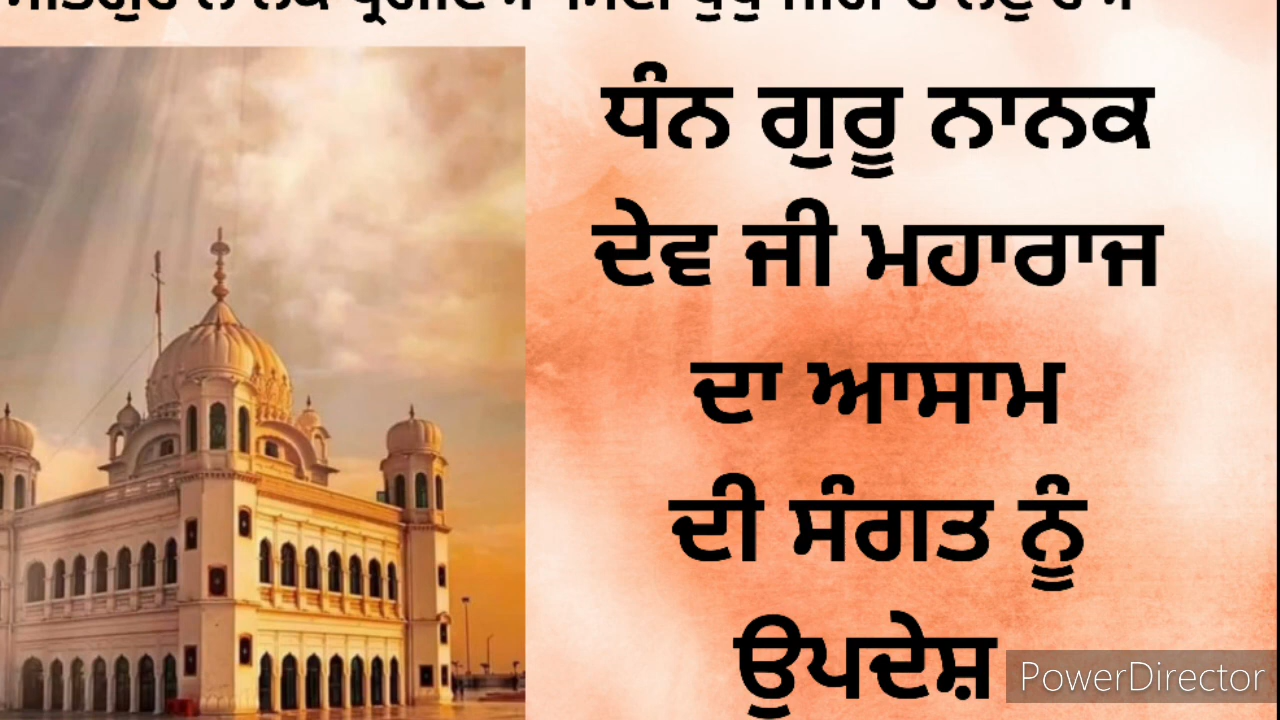 ਧੰਨ ਗੁਰੂ ਨਾਨਕ
ਦੇਵ ਜੀ ਮਹਾਰਾਜ
ਦਾ ਆਸਾਮ
ਦੀ ਸੰਗਤ ਨੂੰ
ਉਪਦੇਸ਼
PowerDirector